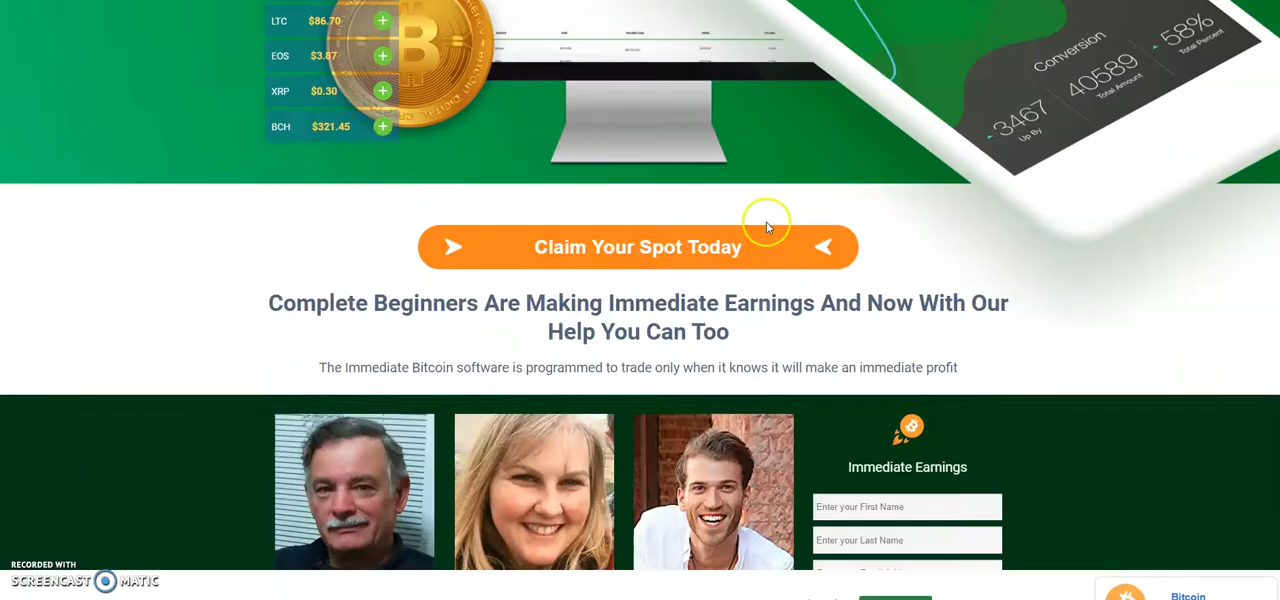 LTC $86.70
EOS $3.87
XRP $0.30
BCH $321.45
Conversion
3467
Up By
40589
Total Amount
58%
Total Percent
Claim Your Spot Today
Complete Beginners Are Making Immediate Earnings And Now With Our
Help You Can Too
The Immediate Bitcoin software is programmed to trade only when it knows it will make an immediate profit
Immediate Earnings
Enter your First Name
Enter your Last Name
RECORDED WITH
SCREENCAST MATIC
Bitcoin